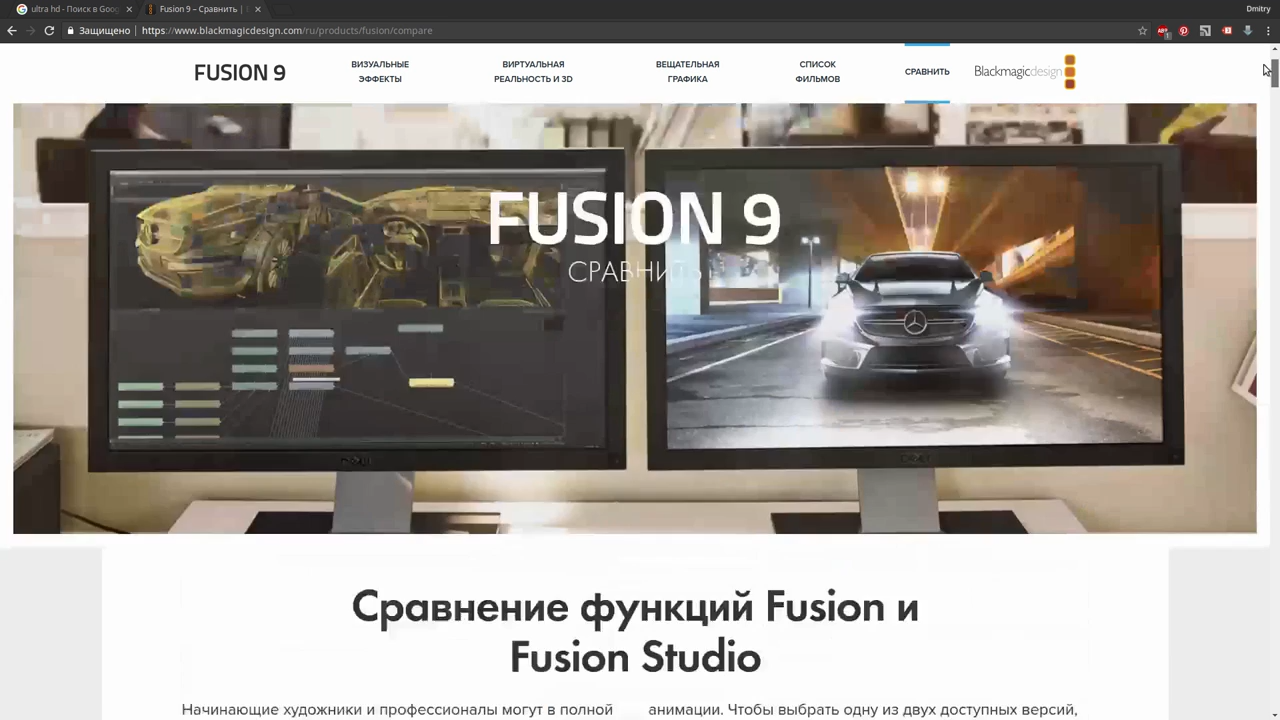 ultra hd - Поиск в Goog
Fusion 9 – Сравнить |
Dmitry
Защищено
https://www.blackmagicdesign.com/ru/products/fusion/compare
ABP
1
FUSION 9
ВИЗУАЛЬНЫЕ
ЭФФЕКТЫ
ВИРТУАЛЬНАЯ
РЕАЛЬНОСТЬ И 3D
ВЕЩАТЕЛЬНАЯ
ГРАФИКА
СПИСОК
ФИЛЬМОВ
СРАВНИТЬ
Blackmagicdesign
FUSION 9
СРАВНИТЬ
Сравнение функций Fusion и
Fusion Studio
Начинающие художники и профессионалы могут в полной
анимации. Чтобы выбрать одну из двух доступных версий,